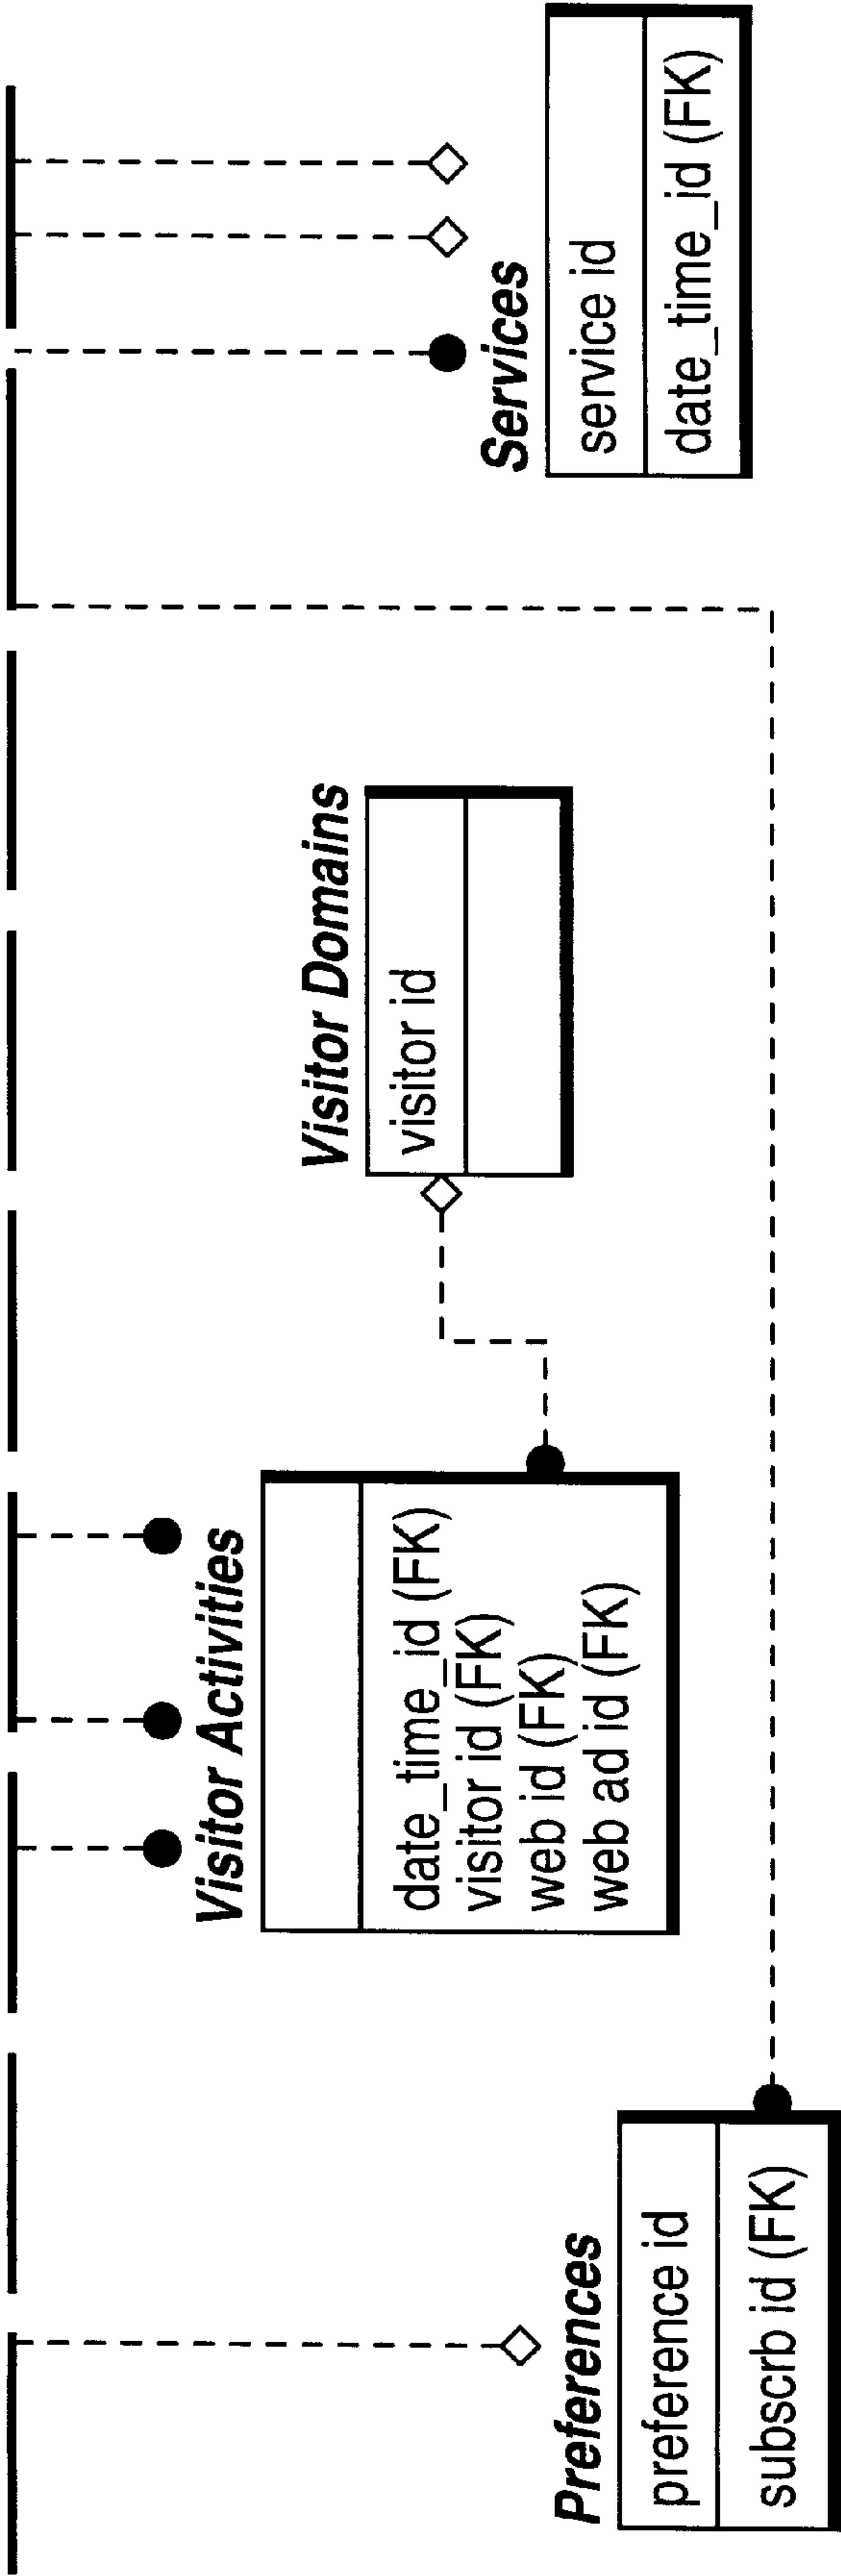 Preferences
preference id
subscrb id (FK)
Visitor Activities
date_time_id (FK)
visitor id (FK)
web id (FK)
web ad id (FK)
Visitor Domains
visitor id
Services
service id
date_time_id (FK)